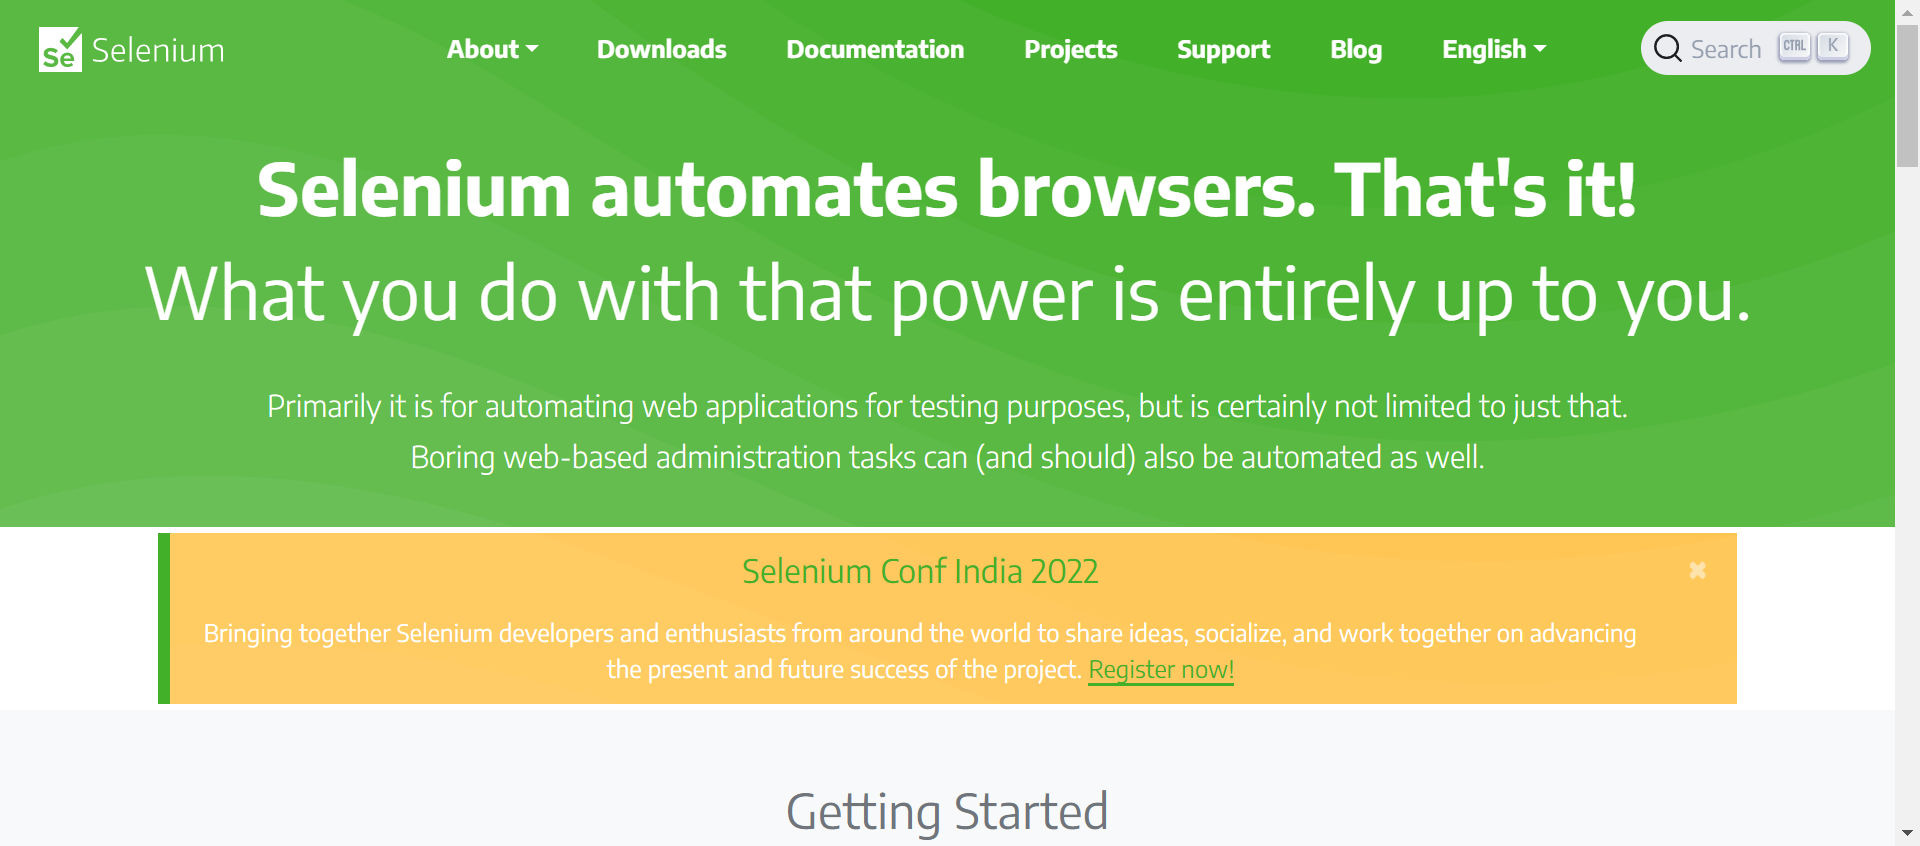 Se Selenium
About
Downloads
Documentation
Projects
Support
Blog
English
Search CTRL K
Selenium automates browsers. That's it!
What you do with that power is entirely up to you.
Primarily it is for automating web applications for testing purposes, but is certainly not limited to just that.
Boring web-based administration tasks can (and should) also be automated as well.
Selenium Conf India 2022
Bringing together Selenium developers and enthusiasts from around the world to share ideas, socialize, and work together on advancing
the present and future success of the project. Register now!
Getting Started